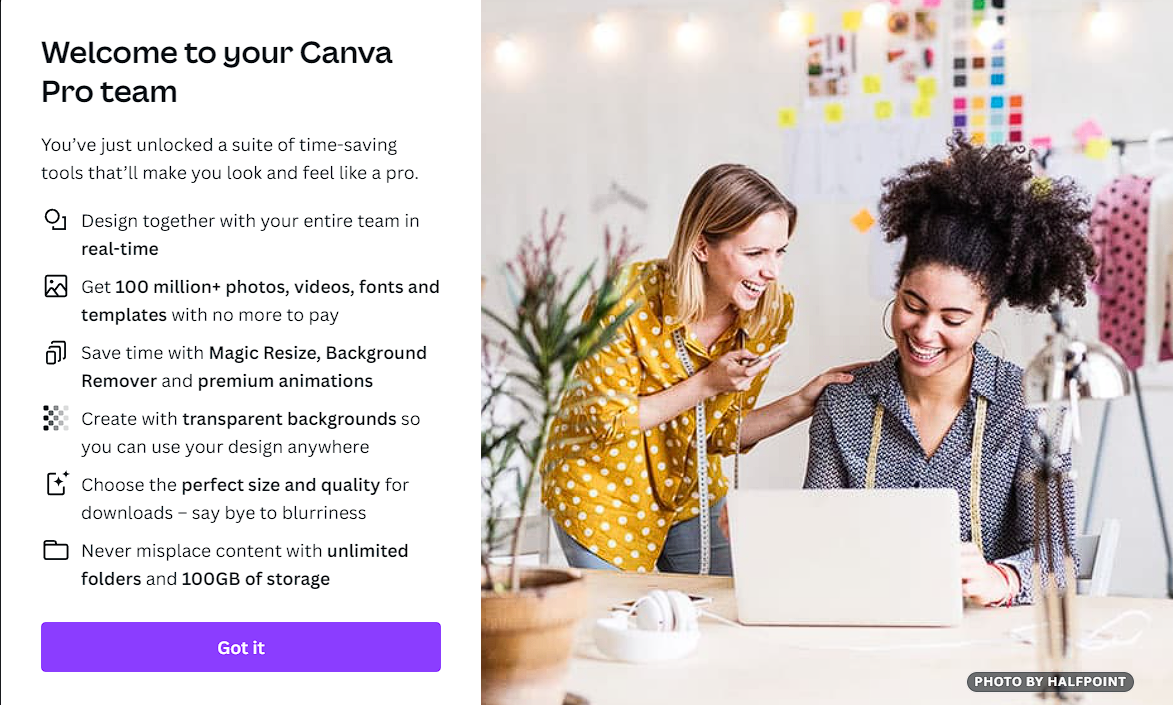 Welcome to your Canva
Pro team
You’ve just unlocked a suite of time-saving
tools that’ll make you look and feel like a pro.
Design together with your entire team in
real-time
Get 100 million+ photos, videos, fonts and
templates with no more to pay
Save time with Magic Resize, Background
Remover and premium animations
Create with transparent backgrounds so
you can use your design anywhere
Choose the perfect size and quality for
downloads – say bye to blurriness
Never misplace content with unlimited
folders and 100GB of storage
Got it
PHOTO BY HALFPOINT